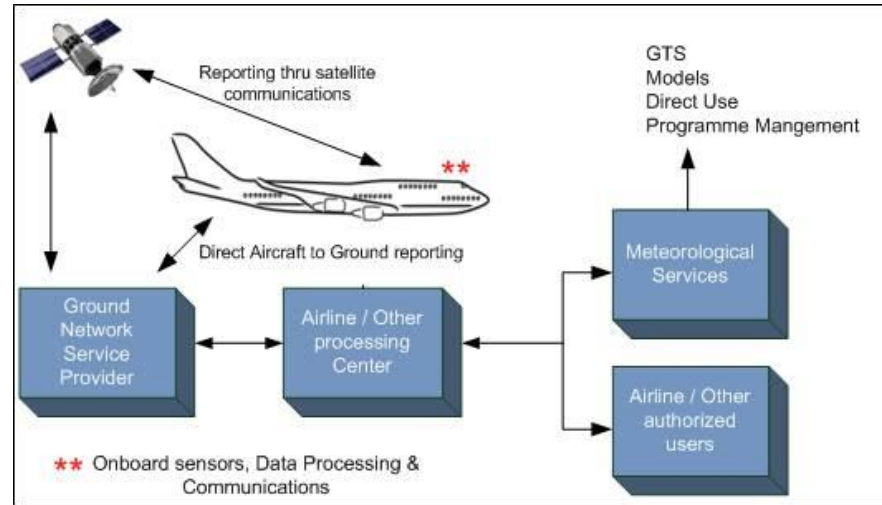 Reporting thru satellite
communications
GTS
Models
Direct Use
Programme Mangement
**
Direct Aircraft to Ground reporting
Ground
Network
Service
Provider
Airline / Other
processing
Center
Meteorological
Services
Airline / Other
authorized
users
** Onboard sensors, Data Processing &
Communications